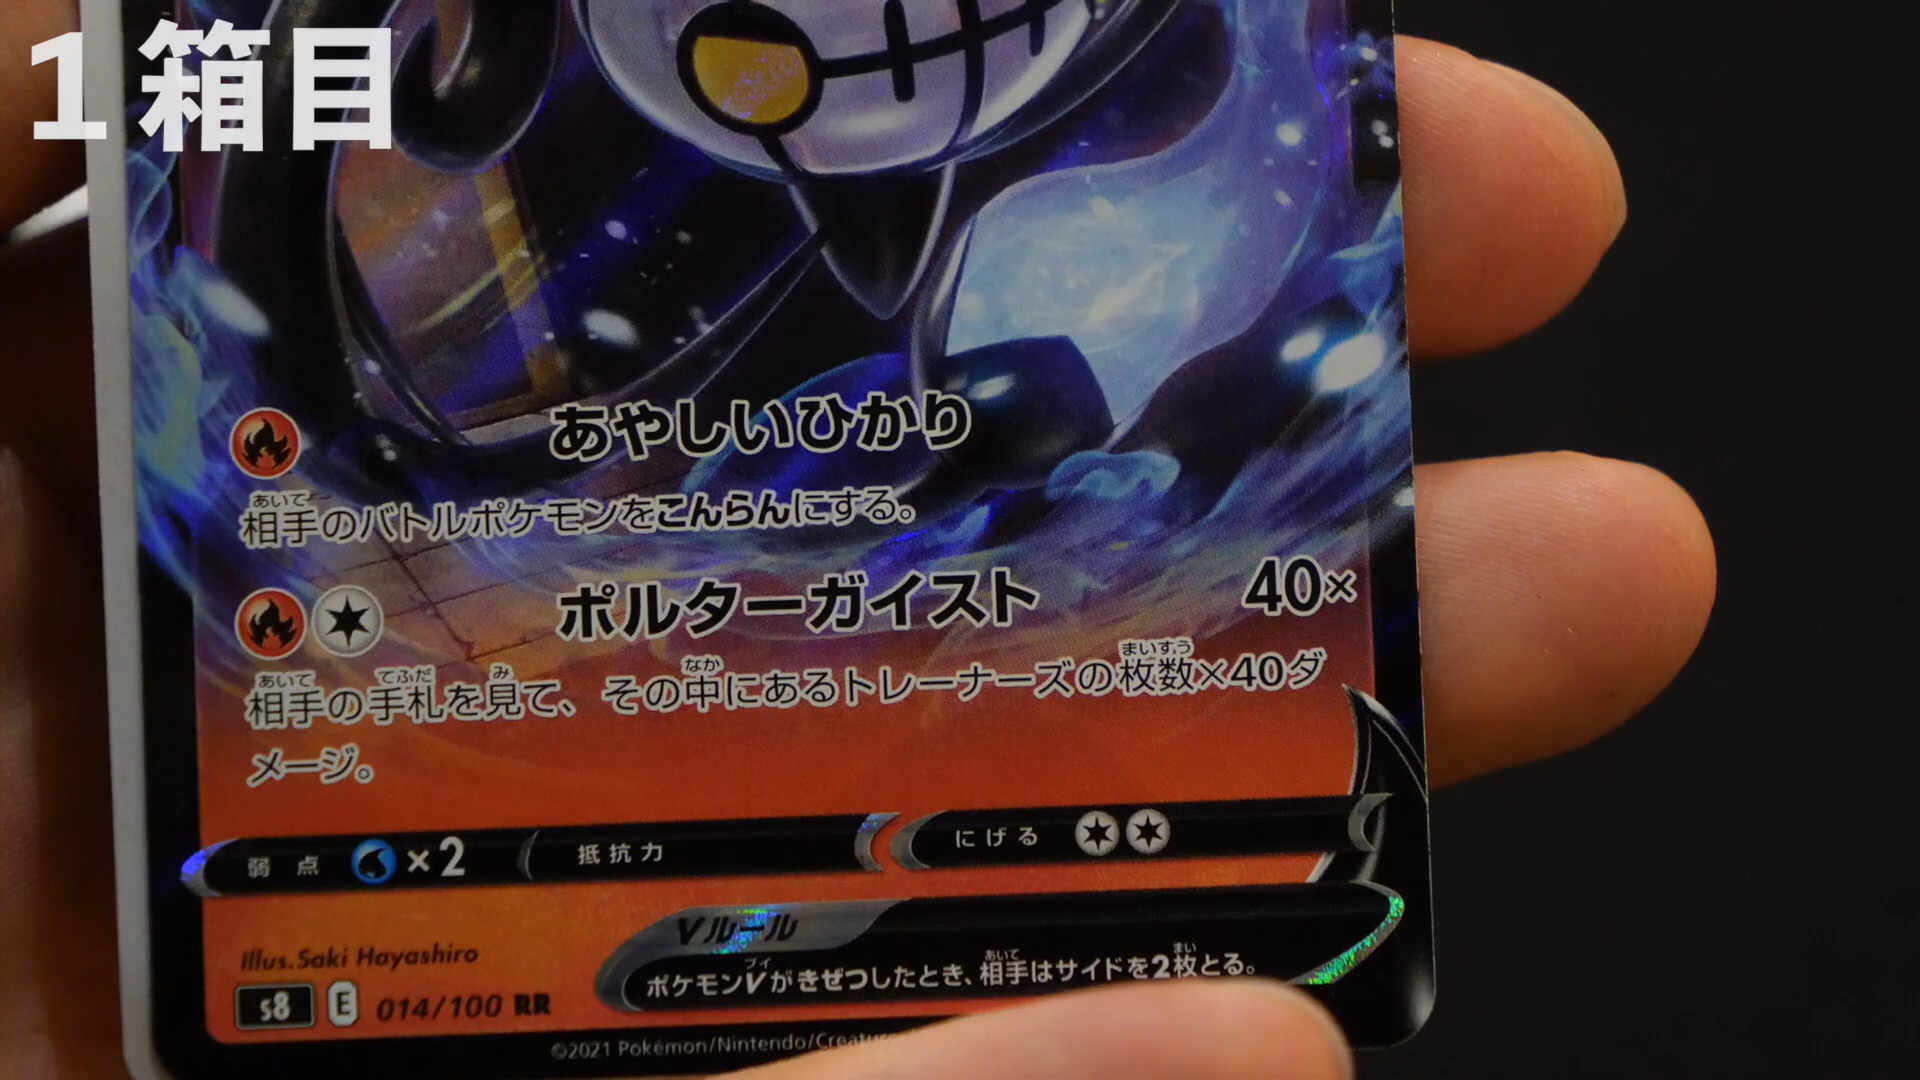 1箱目
あやしいひかり
あいて
相手のバトルポケモンをこんらんにする。
ポルターガイスト 40×
あいて てふだ み なか まいすう
相手の手札を見て、その中にあるトレーナーズの枚数×40ダ
メージ。
弱点 ×2 抵抗力 にげる
Vルール
ブイ あいて まい
ポケモンVがきぜつしたとき、相手はサイドを2枚とる。
Illus.Saki Hayashiro
s8 E 014/100 RR
©2021 Pokémon/Nintendo/Creatu